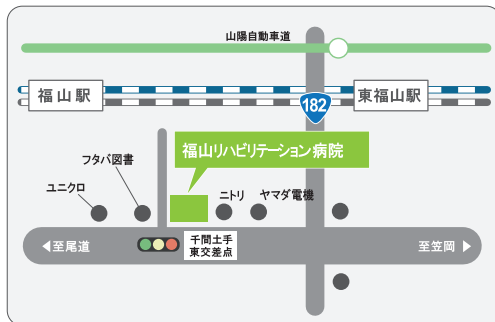 山陽自動車道
福山駅
東福山駅
182
福山リハビリテーション病院
フタバ図書
ユニクロ
ニトリ
ヤマダ電機
◀至尾道
千間土手
東交差点
至笠岡▶